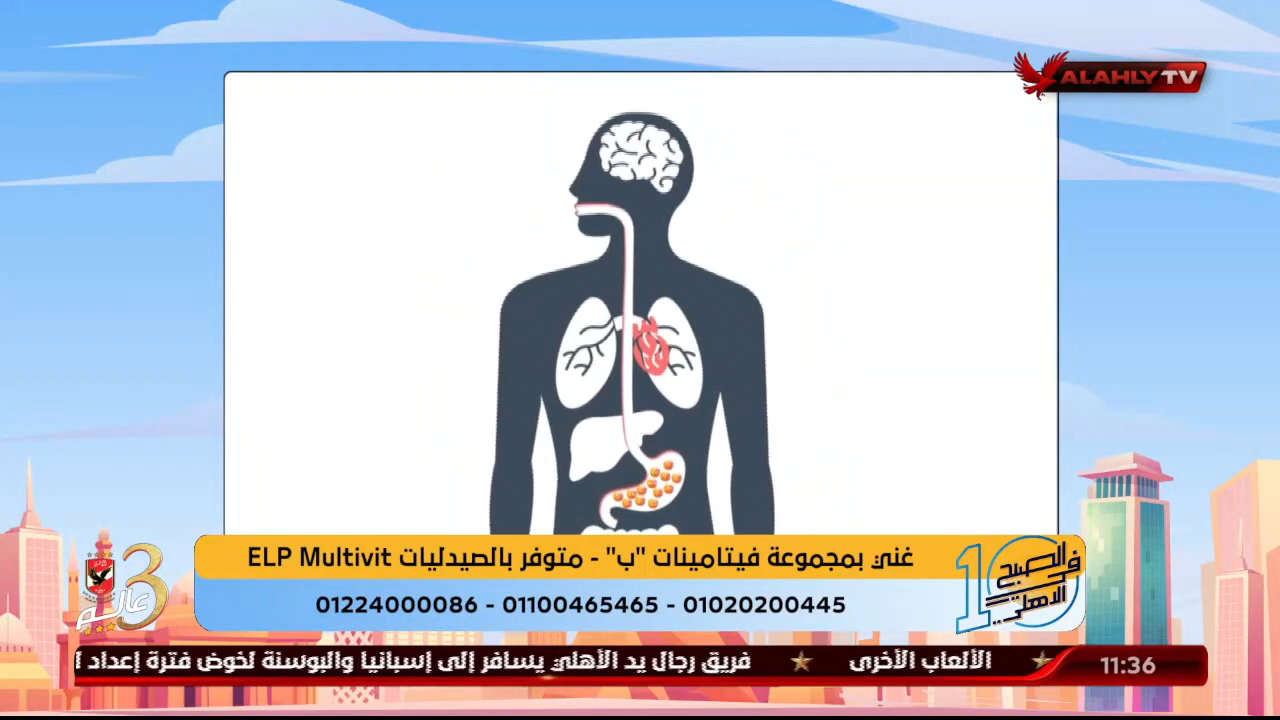 ALAHLY TV
غني بمجموعة فيتامينات "ب" - متوفر بالصيدليات ELP Multivit
01224000086 - 01100465465 - 01020200445
10 الصبح في الأهلي
3 عالم
الألعاب الأخرى ★ فريق رجال يد الأهلي يسافر إلى إسبانيا والبوسنة لخوض فترة إعداد
11:36